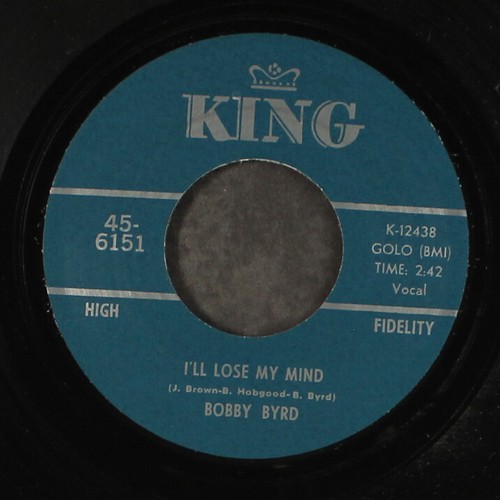 KING
45-
6151
K-12438
GOLO (BMI)
TIME: 2:42
Vocal
HIGH
FIDELITY
I'LL LOSE MY MIND
(J. Brown-B. Hobgood-B. Byrd)
BOBBY BYRD